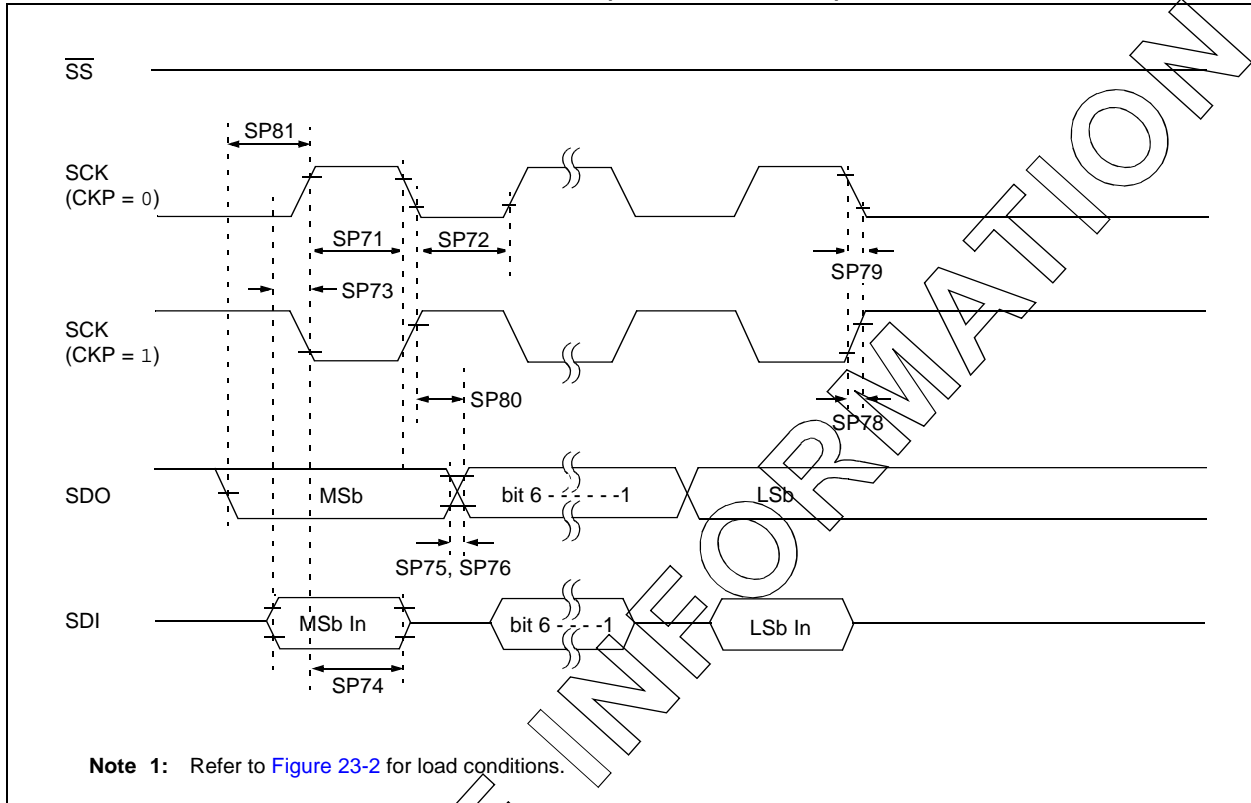 SS
SP81
SCK
(CKP = 0)
SP71 SP72
SP79
SP73
SCK
(CKP = 1)
SP80
SP78
SDO MSb bit 6 - - - - - -1 LSb
SP75, SP76
SDI MSb In bit 6 - - - -1 LSb In
SP74
Note 1: Refer to Figure 23-2 for load conditions.
INFORMATION